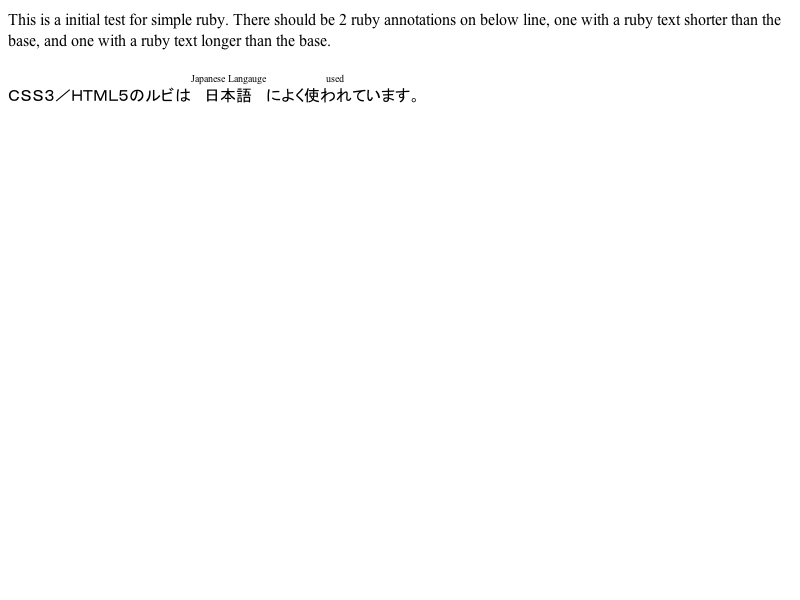 This is a initial test for simple ruby. There should be 2 ruby annotations on below line, one with a ruby text shorter than the
base, and one with a ruby text longer than the base.
Japanese Langauge used
ＣＳＳ３／ＨＴＭＬ５のルビは日本語によく使われています。